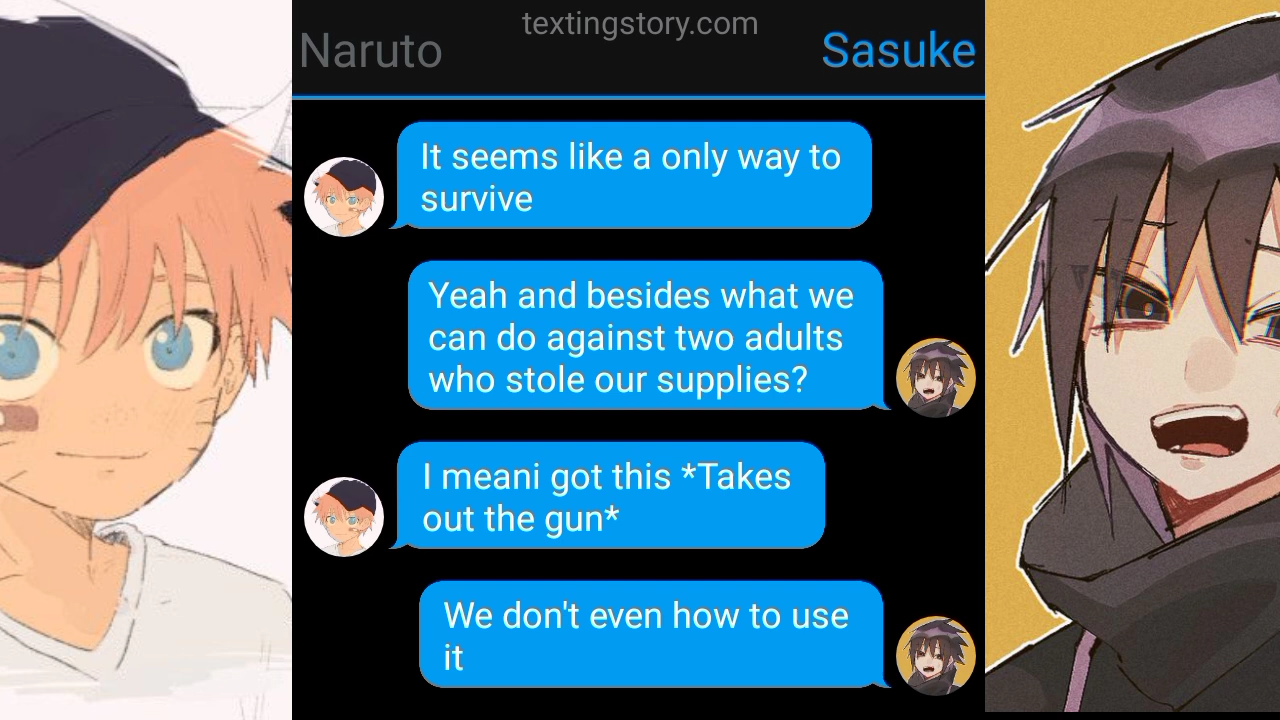 textingstory.com
Naruto
Sasuke
It seems like a only way to
survive
Yeah and besides what we
can do against two adults
who stole our supplies?
I meani got this *Takes
out the gun*
We don't even how to use
it